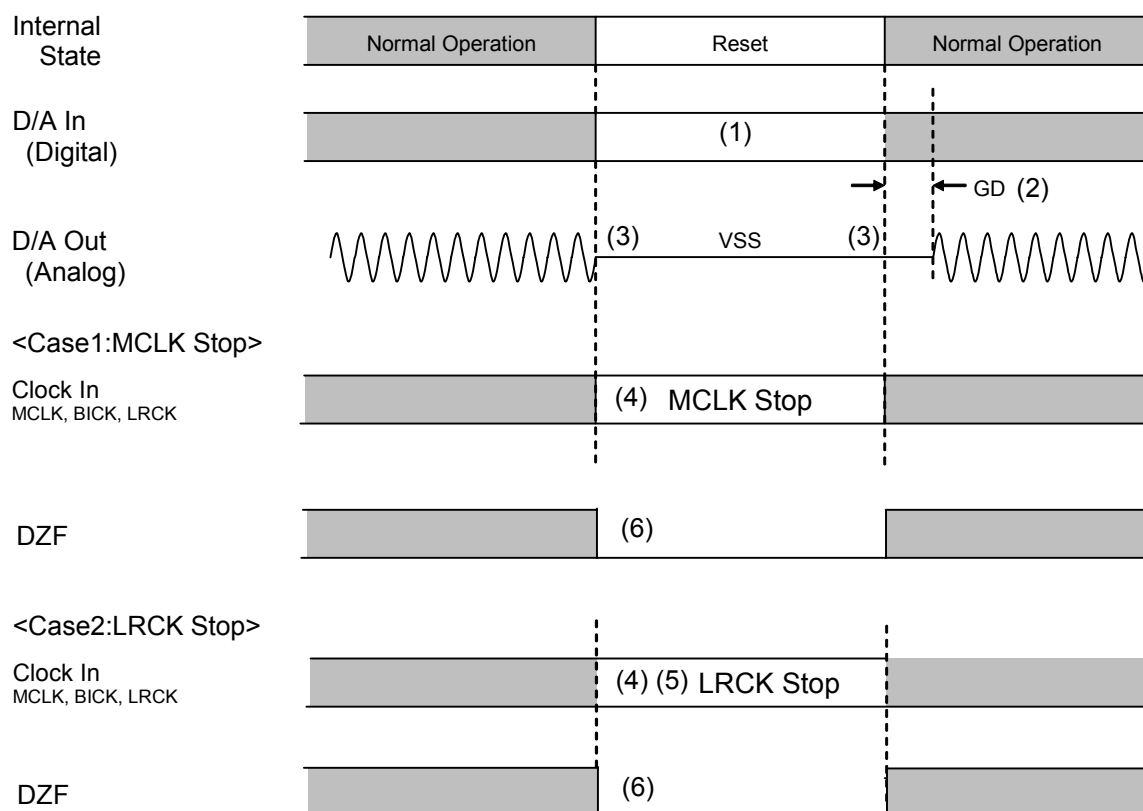 Internal
State
Normal Operation
Reset
Normal Operation
D/A In
(Digital)
(1)
GD (2)
D/A Out
(Analog)
(3)
VSS
(3)
<Case1:MCLK Stop>
Clock In
MCLK, BICK, LRCK
(4) MCLK Stop
DZF
(6)
<Case2:LRCK Stop>
Clock In
MCLK, BICK, LRCK
(4) (5) LRCK Stop
DZF
(6)